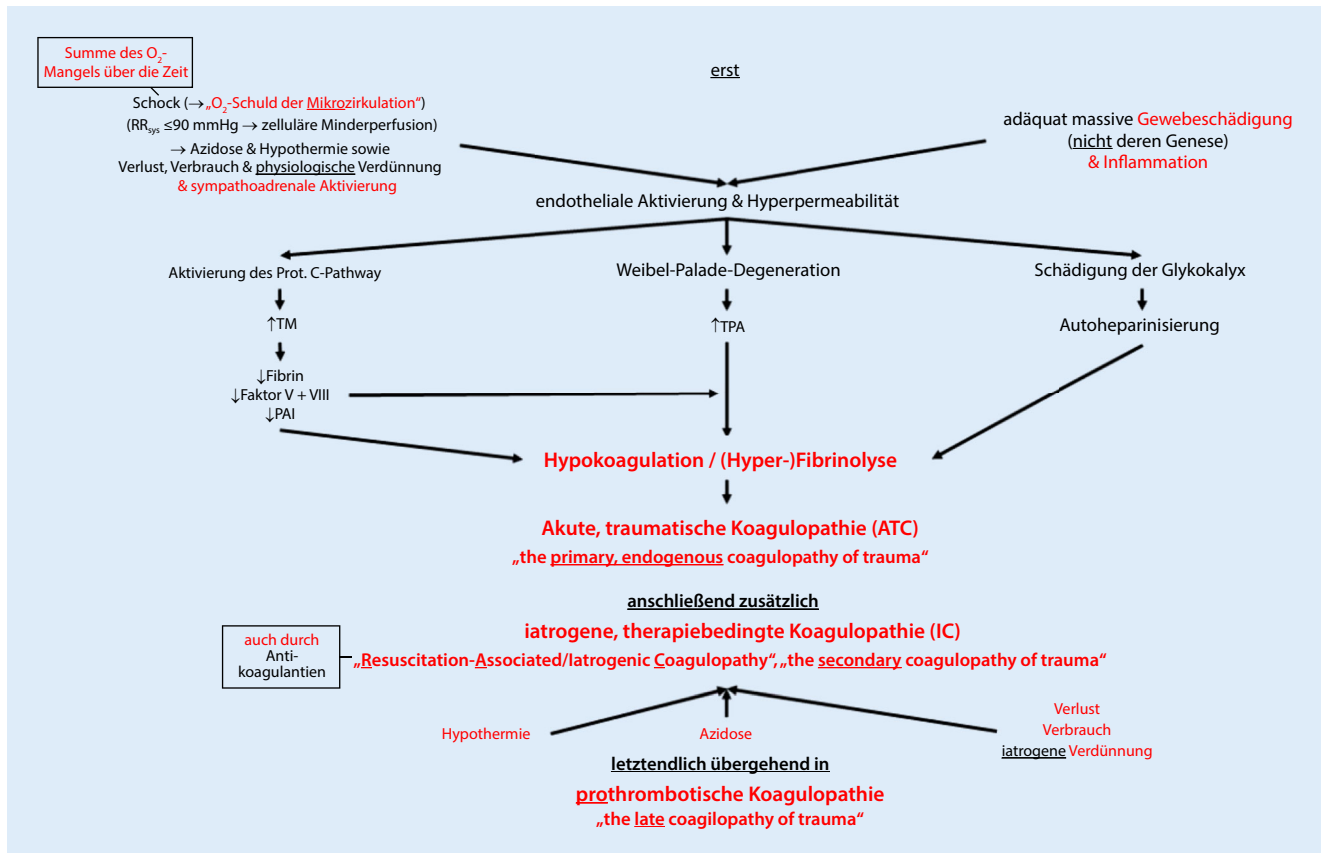 Summe des O₂-
Mangels über die Zeit
erst
Schock (→„O₂-Schuld der Mikrozirkulation“)
(RRsys ≤90 mmHg → zelluläre Minderperfusion)
→ Azidose & Hypothermie sowie
Verlust, Verbrauch & physiologische Verdünnung
& sympathoadrenale Aktivierung
adäquat massive Gewebeschädigung
(nicht deren Genese)
& Inflammation
endotheliale Aktivierung & Hyperpermeabilität
Aktivierung des Prot. C-Pathway
Weibel-Palade-Degeneration
Schädigung der Glykokalyx
↑TM
↑TPA
Autoheparinisierung
↓Fibrin
↓Faktor V + VIII
↓PAI
Hypokoagulation / (Hyper-)Fibrinolyse
Akute, traumatische Koagulopathie (ATC)
„the primary, endogenous coagulopathy of trauma“
anschließend zusätzlich
iatrogene, therapiebedingte Koagulopathie (IC)
auch durch
Anti-
koagulantien
„Resuscitation-Associated/Iatrogenic Coagulopathy“, „the secondary coagulopathy of trauma“
Hypothermie
Azidose
Verlust
Verbrauch
iatrogene Verdünnung
letztendlich übergehend in
prothrombotische Koagulopathie
„the late coagilopathy of trauma“